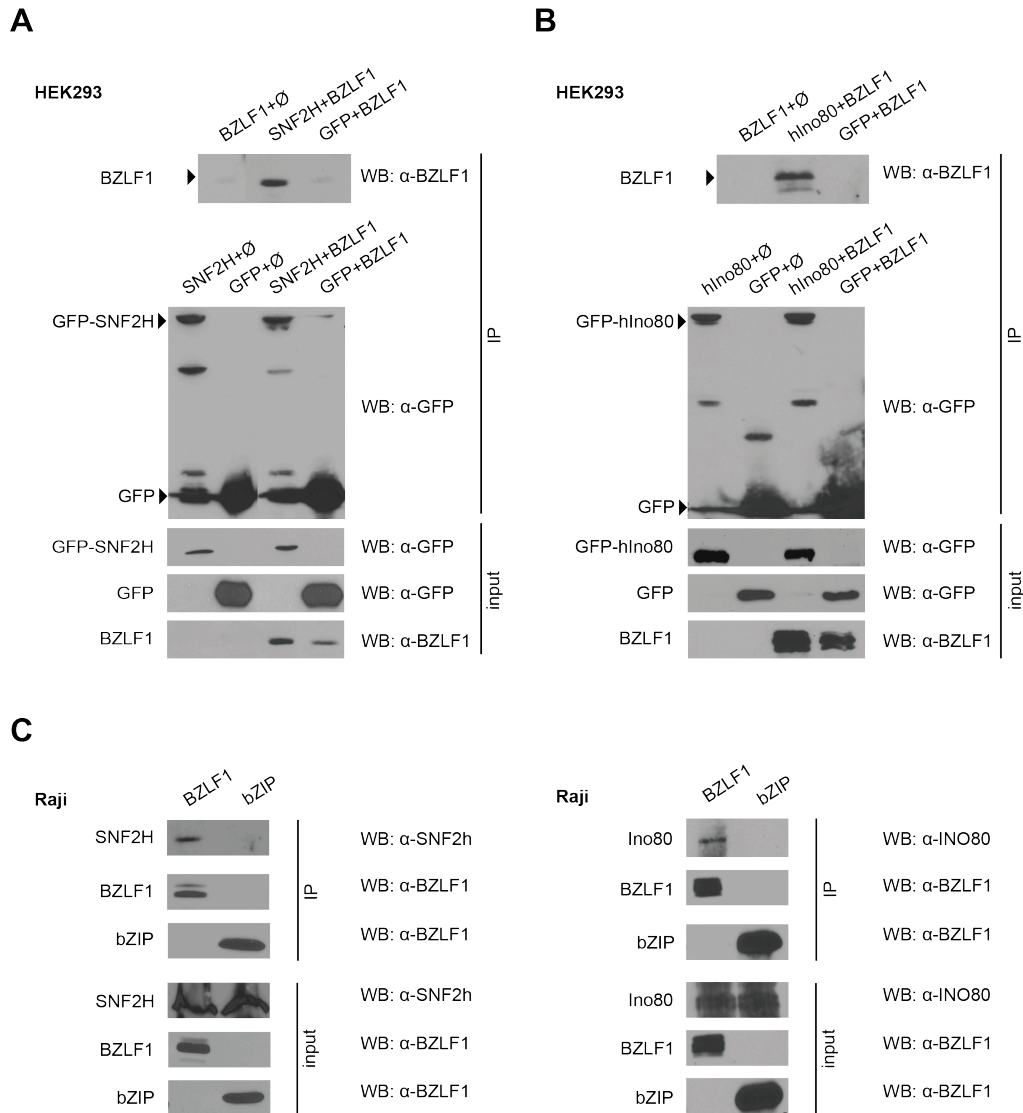 A
HEK293
BZLF1+Ø
SNF2H+BZLF1
GFP+BZLF1
BZLF1
WB: α-BZLF1
SNF2H+Ø
GFP+Ø
SNF2H+BZLF1
GFP+BZLF1
GFP-SNF2H
WB: α-GFP
GFP
IP
GFP-SNF2H
WB: α-GFP
GFP
WB: α-GFP
BZLF1
WB: α-BZLF1
input
B
HEK293
BZLF1+Ø
hIno80+BZLF1
GFP+BZLF1
BZLF1
WB: α-BZLF1
hIno80+Ø
GFP+Ø
hIno80+BZLF1
GFP+BZLF1
GFP-hIno80
WB: α-GFP
GFP
IP
GFP-hIno80
WB: α-GFP
GFP
WB: α-GFP
BZLF1
WB: α-BZLF1
input
C
Raji
BZLF1
bZIP
SNF2H
WB: α-SNF2h
BZLF1
WB: α-BZLF1
bZIP
WB: α-BZLF1
IP
SNF2H
WB: α-SNF2h
BZLF1
WB: α-BZLF1
bZIP
WB: α-BZLF1
input
Raji
BZLF1
bZIP
Ino80
WB: α-INO80
BZLF1
WB: α-BZLF1
bZIP
WB: α-BZLF1
IP
Ino80
WB: α-INO80
BZLF1
WB: α-BZLF1
bZIP
WB: α-BZLF1
input